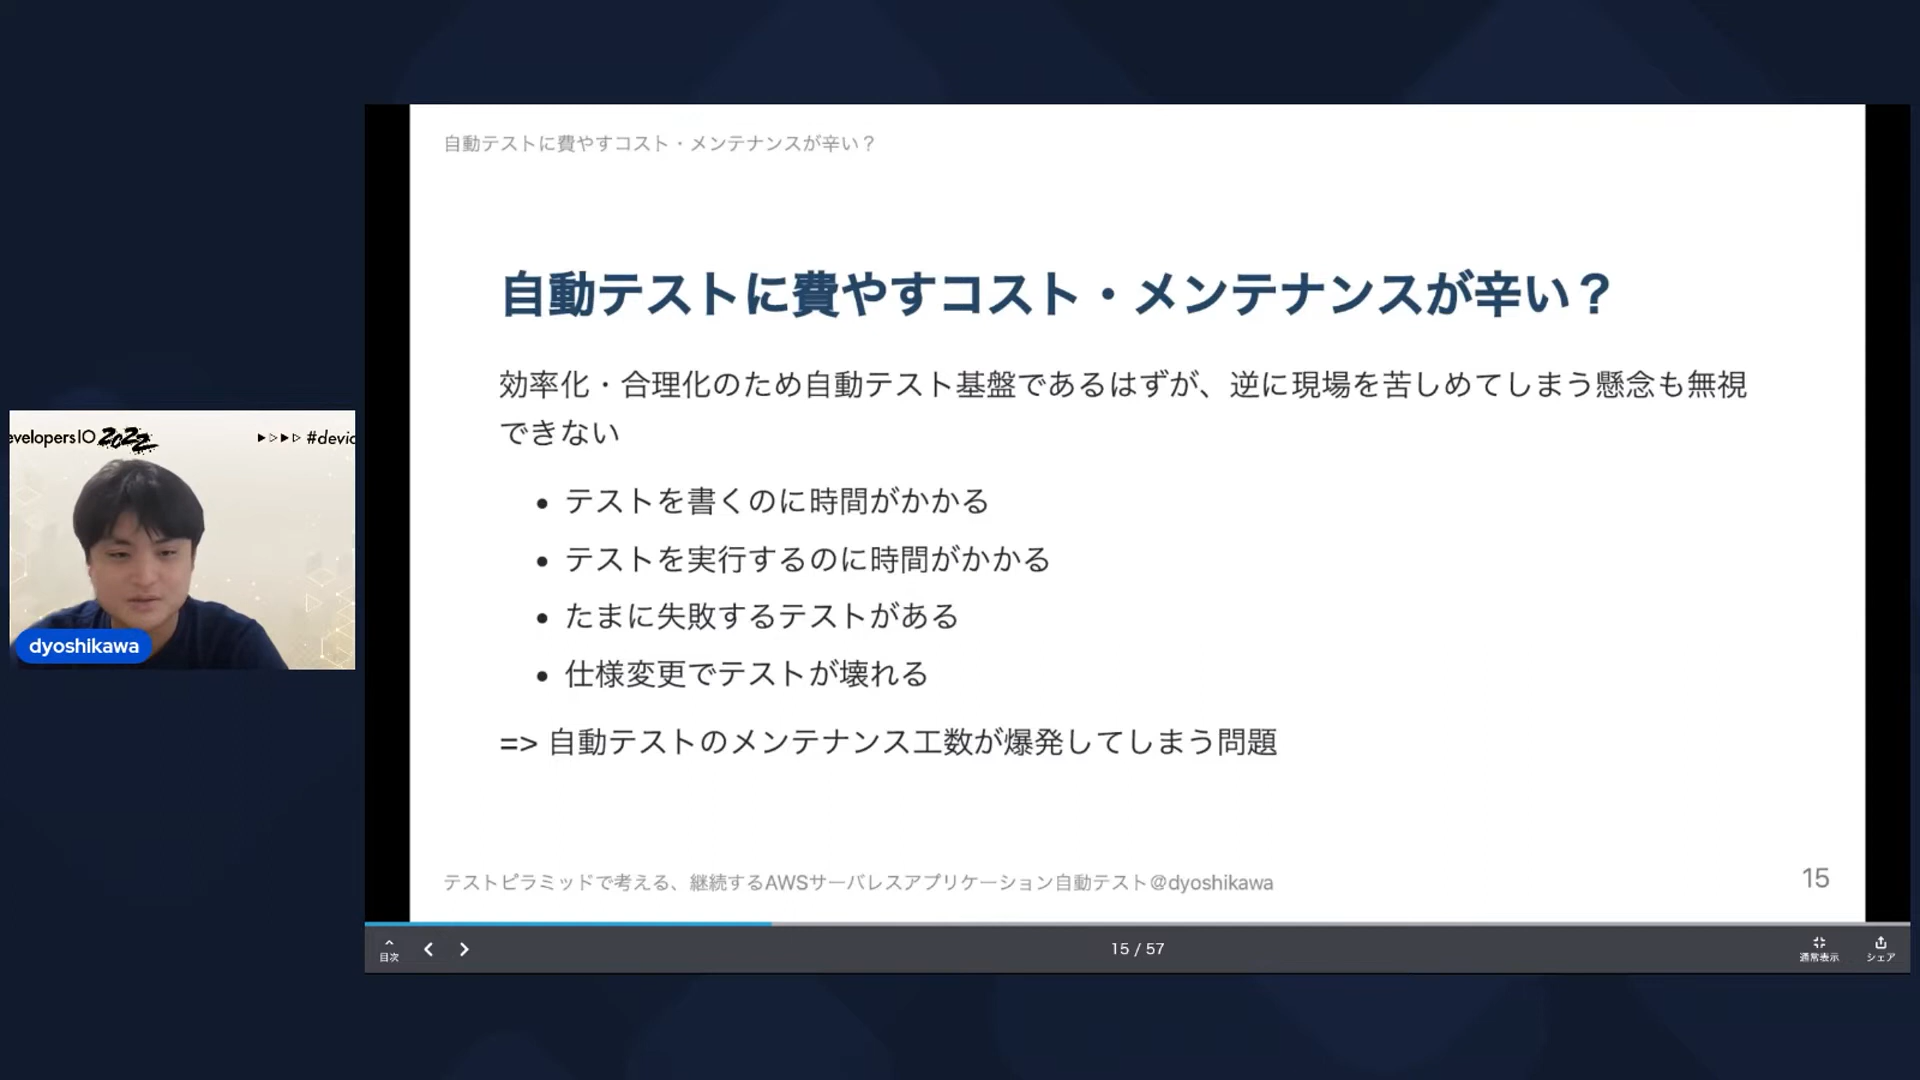 自動テストに費やすコスト・メンテナンスが辛い？
自動テストに費やすコスト・メンテナンスが辛い？
効率化・合理化のため自動テスト基盤であるはずが、逆に現場を苦しめてしまう懸念も無視
できない
• テストを書くのに時間がかかる
• テストを実行するのに時間がかかる
• たまに失敗するテストがある
• 仕様変更でテストが壊れる
=> 自動テストのメンテナンス工数が爆発してしまう問題
テストピラミッドで考える、継続するAWSサーバレスアプリケーション自動テスト@dyoshikawa
15
evelopersIO 2022
#devio
dyoshikawa
目次
15 / 57
通常表示
シェア